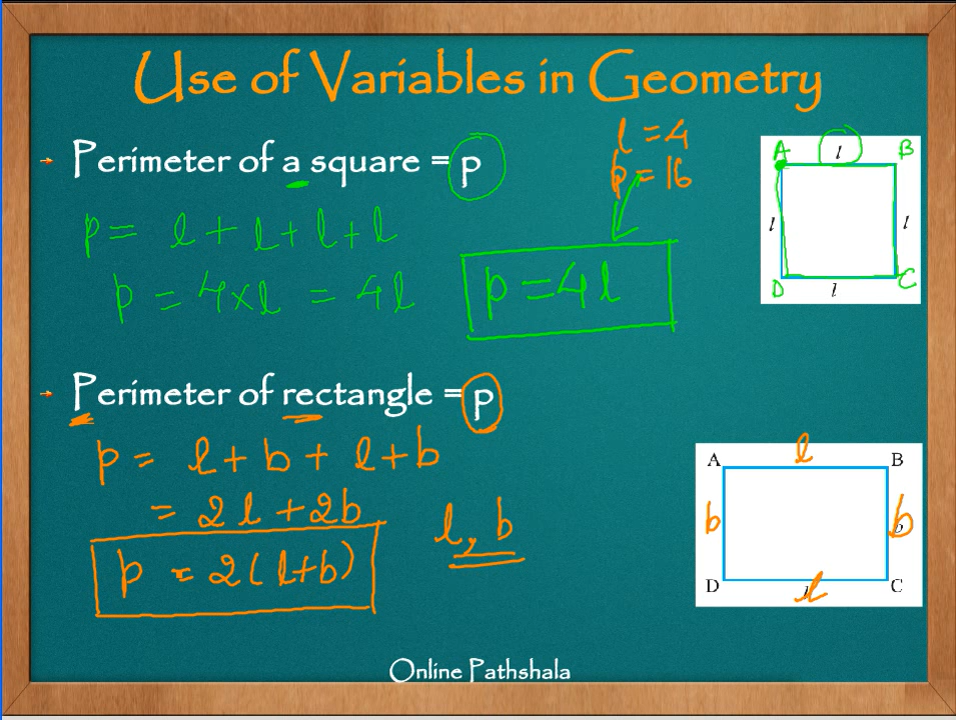 Use of Variables in Geometry
Perimeter of a square = p
l = 4
p = 16
p = l + l + l + l
p = 4 × l = 4l
p = 4l
A l B
l l
D l C
Perimeter of rectangle = p
p = l + b + l + b
= 2l + 2b
p = 2(l+b)
l, b
A l B
b b
D l C
Online Pathshala